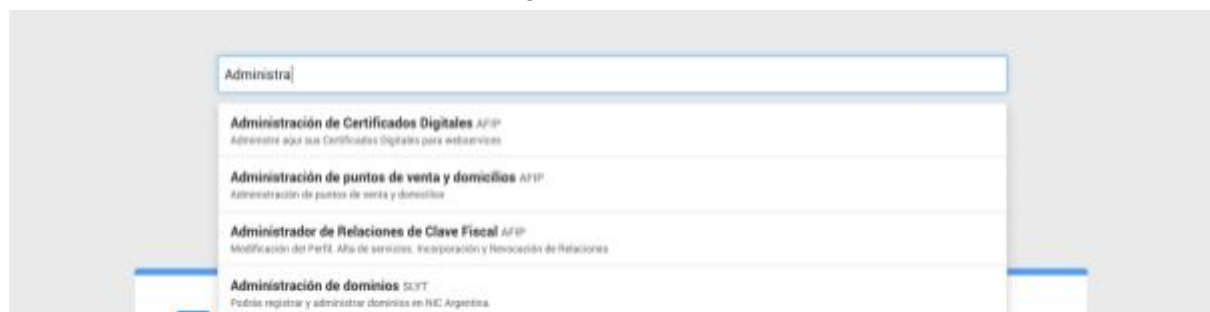 Administra
Administración de Certificados Digitales AFIP
Administre aquí sus Certificados Digitales para webservices
Administración de puntos de venta y domicilios AFIP
Administración de puntos de venta y domicilios
Administrador de Relaciones de Clave Fiscal AFIP
Modificación del Perfil. Alta de servicios. Incorporación y Revocación de Relaciones
Administración de dominios SLYT
Podrás registrar y administrar dominios en NIC Argentina.